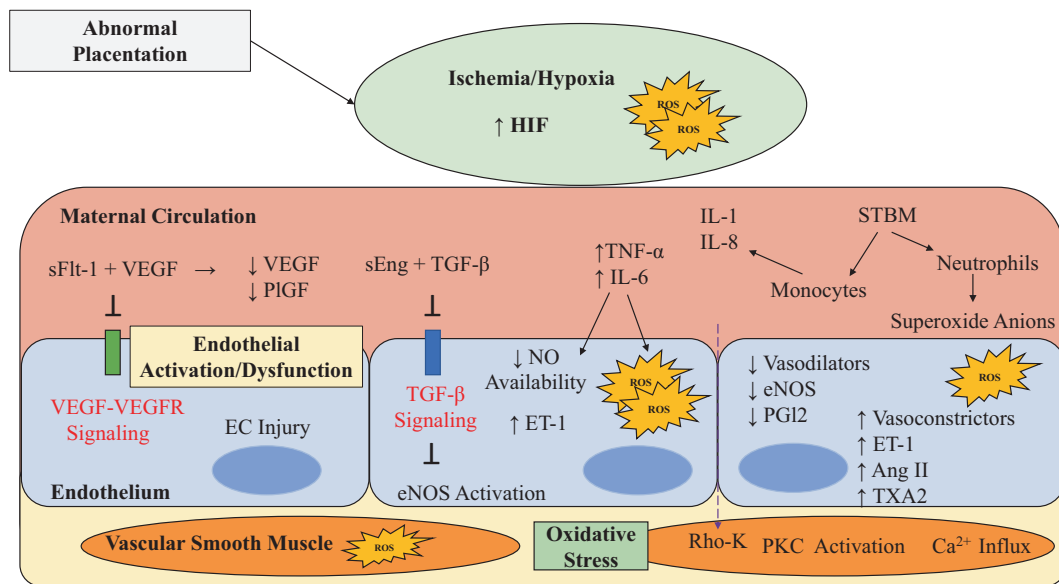 Abnormal
Placentation
Ischemia/Hypoxia
↑ HIF
ROS
ROS
Maternal Circulation
sFlt-1 + VEGF →
↓ VEGF
↓ PlGF
sEng + TGF-β
↑TNF-α
↑ IL-6
IL-1
IL-8
STBM
Monocytes
Neutrophils
Superoxide Anions
Endothelial
Activation/Dysfunction
VEGF-VEGFR
Signaling
EC Injury
Endothelium
TGF-β
Signaling
eNOS Activation
↓ NO
Availability
↑ ET-1
ROS
ROS
↓ Vasodilators
↓ eNOS
↓ PGl2
ROS
↑ Vasoconstrictors
↑ ET-1
↑ Ang II
↑ TXA2
Vascular Smooth Muscle
ROS
Oxidative
Stress
Rho-K
PKC Activation
Ca²⁺ Influx